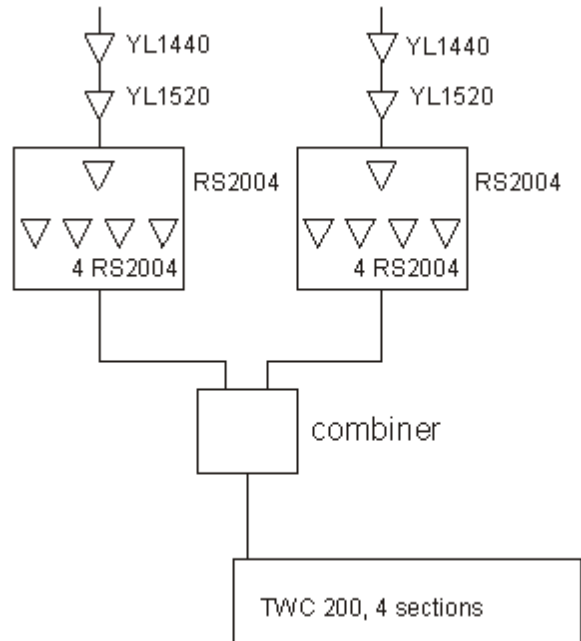 YL1440
YL1440
YL1520
YL1520
RS2004
RS2004
4 RS2004
4 RS2004
combiner
TWC 200, 4 sections